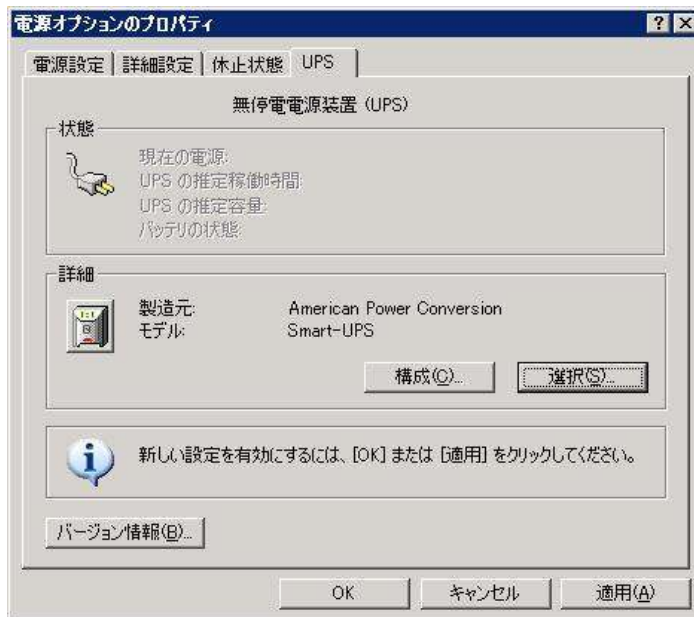 電源オプションのプロパティ
電源設定 詳細設定 休止状態 UPS
無停電電源装置 (UPS)
状態
現在の電源:
UPS の推定稼働時間:
UPS の推定容量:
バッテリの状態:
詳細
製造元: American Power Conversion
モデル: Smart-UPS
構成(C)... 選択(S)...
新しい設定を有効にするには、[OK] または [適用] をクリックしてください。
バージョン情報(B)...
OK キャンセル 適用(A)